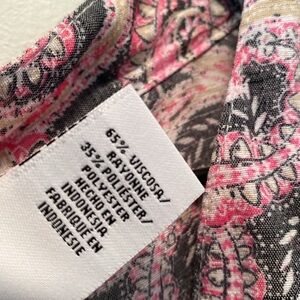 65% VISCOSA/
RAYONNE
35% POLIESTER/
POLYESTER
HECHO EN
INDONESIA
FABRIQUÉ EN
INDONÉSIE